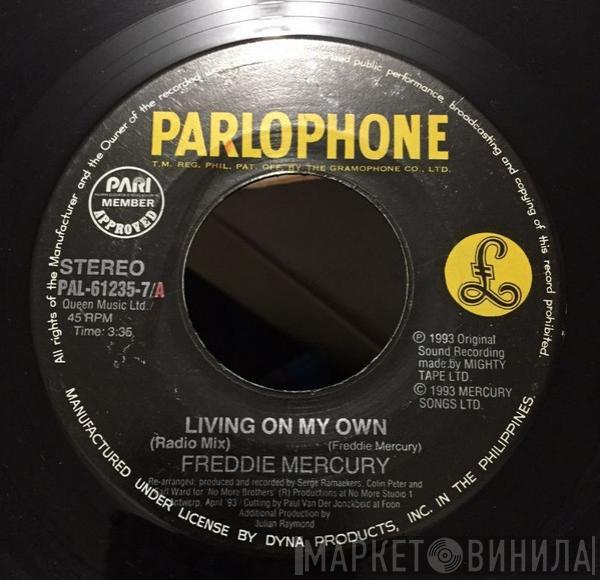 All rights of the Manufacturer and the Owner of the recorded
public performance, broadcasting and copying of this record prohibited.
PARLOPHONE
T.M. REG. PHIL. PAT. OFF. BY THE GRAMOPHONE CO., LTD.
PARI
MEMBER
APPROVED
£
STEREO
PAL-61235-7/A
Queen Music Ltd./
45 RPM
Time: 3:35
℗ 1993 Original
Sound Recording
made by MIGHTY
TAPE LTD.
© 1993 MERCURY
SONGS LTD.
LIVING ON MY OWN
(Radio Mix) (Freddie Mercury)
FREDDIE MERCURY
Re-arranged, produced and recorded by Serge Ramaekers, Colin Peter and
Carl Ward for 'No More Brothers' (R) Productions at No More Studio 1
Antwerp, April '93 / Cutting by Paul Van Der Jonckbeid at Foon
Additional Production by
Julian Raymond
MANUFACTURED UNDER LICENSE BY DYNA PRODUCTS, INC. IN THE PHILIPPINES.
МАРКЕТ ВИНИЛА